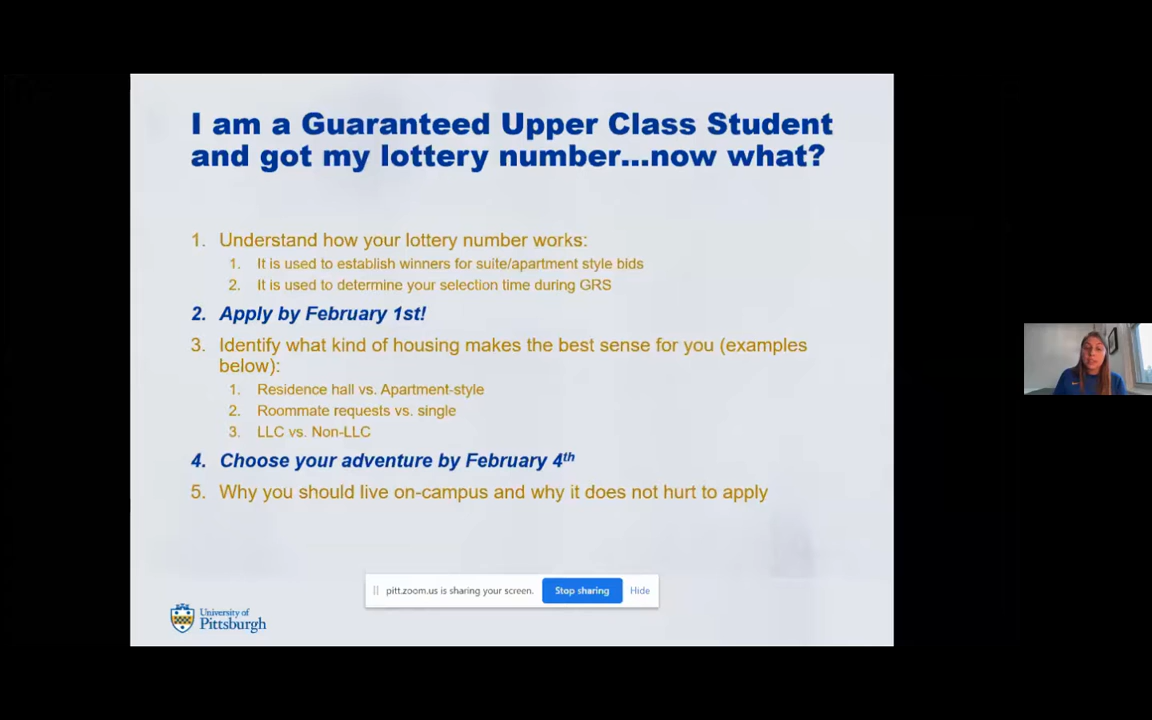 I am a Guaranteed Upper Class Student
and got my lottery number...now what?
1. Understand how your lottery number works:
1. It is used to establish winners for suite/apartment style bids
2. It is used to determine your selection time during GRS
2. Apply by February 1st!
3. Identify what kind of housing makes the best sense for you (examples
below):
1. Residence hall vs. Apartment-style
2. Roommate requests vs. single
3. LLC vs. Non-LLC
4. Choose your adventure by February 4th
5. Why you should live on-campus and why it does not hurt to apply
pitt.zoom.us is sharing your screen. Stop sharing Hide
University of
Pittsburgh